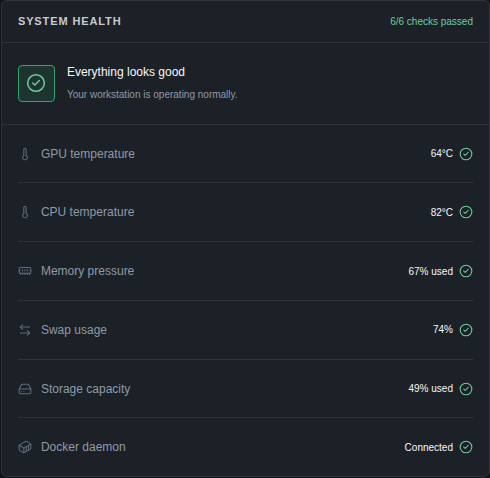 SYSTEM HEALTH
6/6 checks passed
Everything looks good
Your workstation is operating normally.
GPU temperature 64°C
CPU temperature 82°C
Memory pressure 67% used
Swap usage 74%
Storage capacity 49% used
Docker daemon Connected